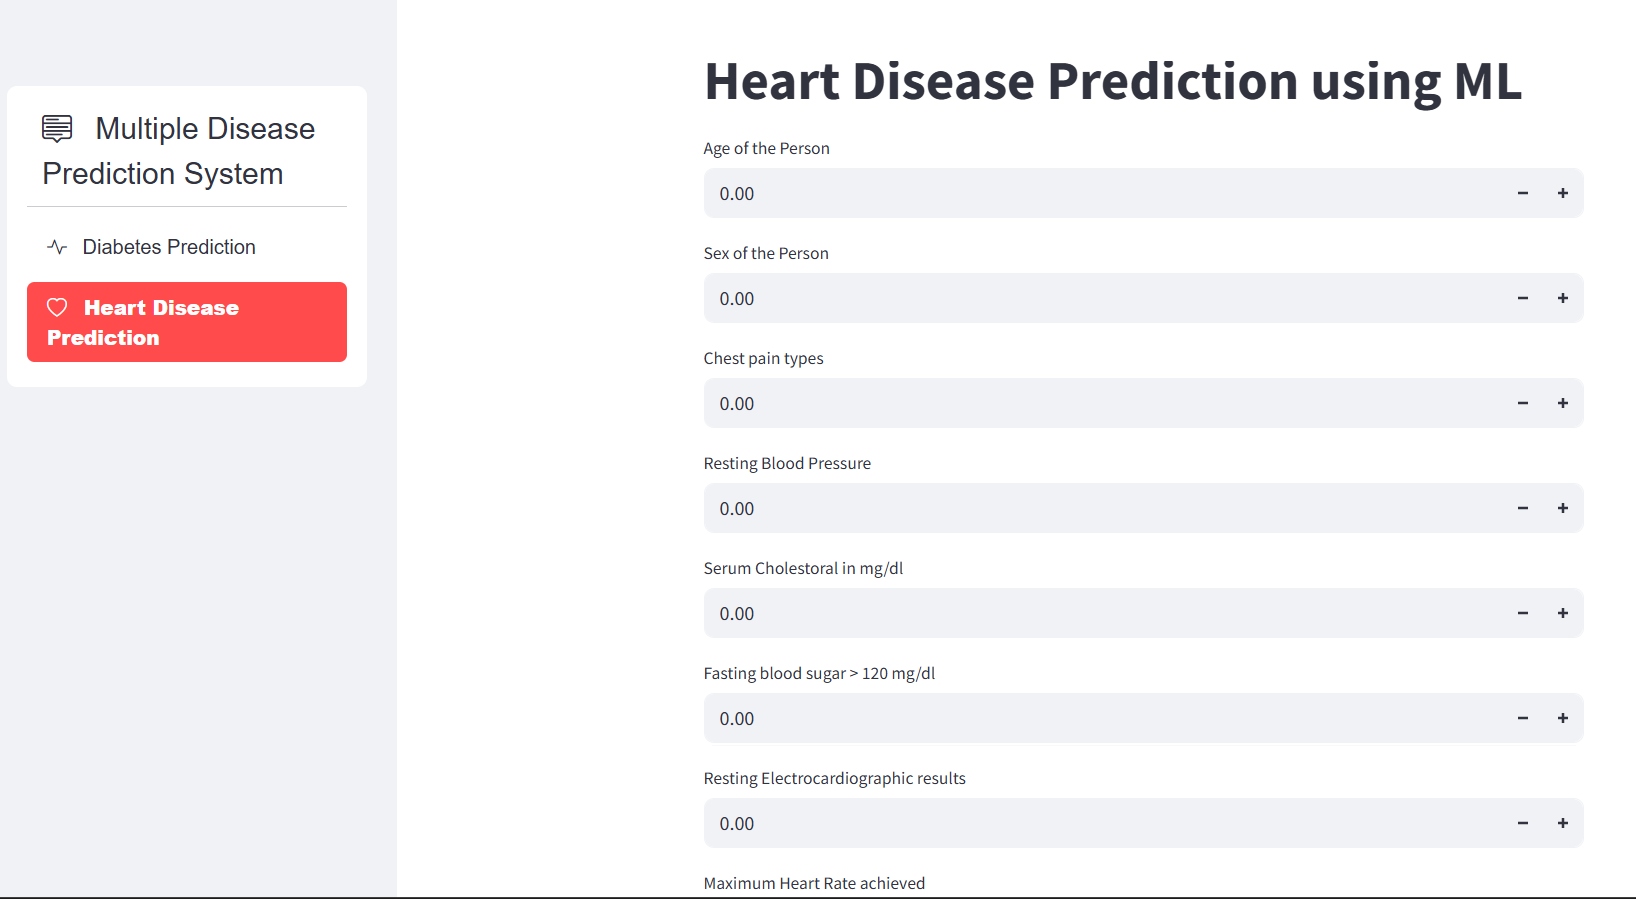 Multiple Disease
Prediction System
Diabetes Prediction
Heart Disease
Prediction
Heart Disease Prediction using ML
Age of the Person
0.00
Sex of the Person
0.00
Chest pain types
0.00
Resting Blood Pressure
0.00
Serum Cholestoral in mg/dl
0.00
Fasting blood sugar > 120 mg/dl
0.00
Resting Electrocardiographic results
0.00
Maximum Heart Rate achieved